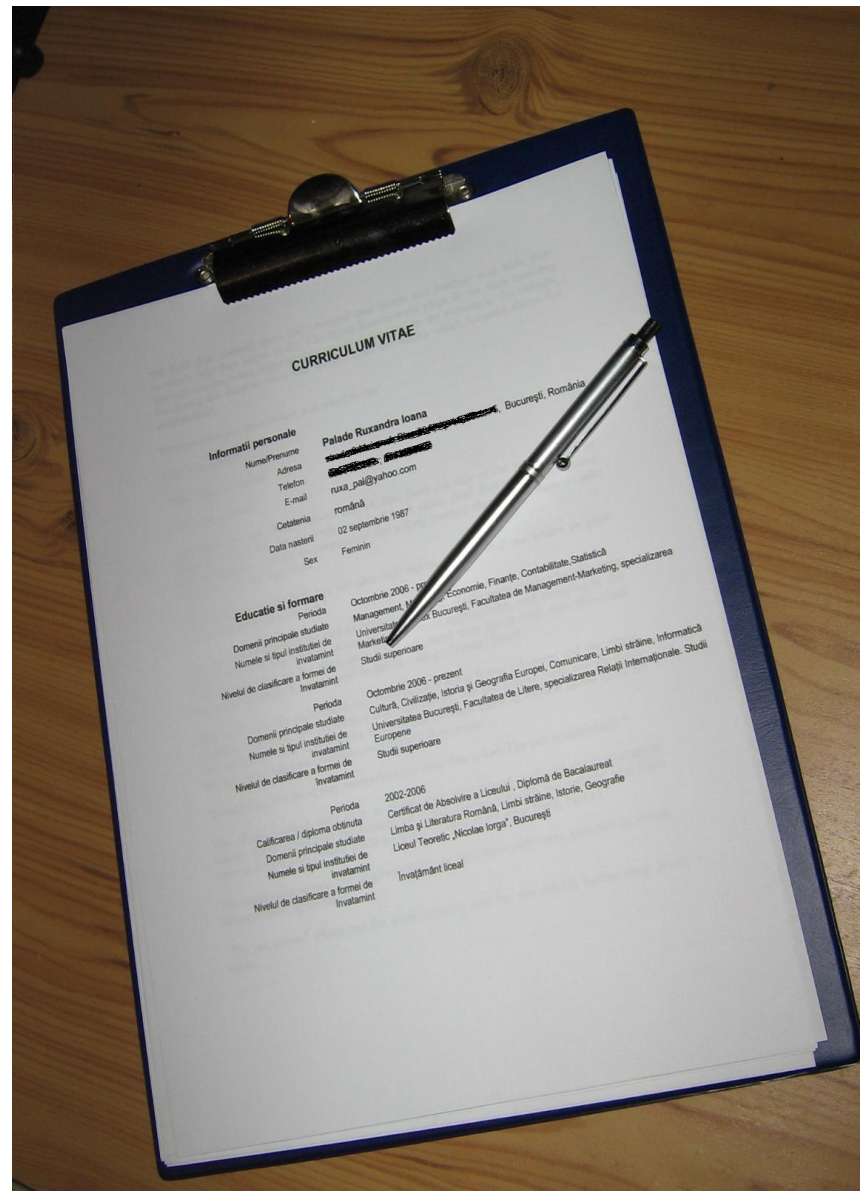 CURRICULUM VITAE
Informatii personale
Nume/Prenume Palade Ruxandra Ioana
Adresa , Bucureşti, România
Telefon
E-mail ruxa_pal@yahoo.com
Cetatenia română
Data nasterii 02 septembrie 1987
Sex Feminin
Educatie si formare
Perioda Octombrie 2006 -
Domenii principale studiate Management, Economie, Finanţe, Contabilitate,Statistică
Numele si tipul institutiei de Bucureşti, Facultatea de Management-Marketing, specializarea
invatamint
Nivelul de clasificare a formei de Studii superioare
Invatamint
Perioda Octombrie 2006 - prezent
Domenii principale studiate Cultură, Civilizaţie, Istoria şi Geografia Europei, Comunicare, Limbi străine, Informatică
Numele si tipul institutiei de Universitatea Bucureşti, Facultatea de Litere, specializarea Relaţii Internaţionale. Studii
invatamint Europene
Nivelul de clasificare a formei de Studii superioare
Invatamint
Perioda 2002-2006
Calificarea / diploma obtinuta Certificat de Absolvire a Liceului , Diplomă de Bacalaureat
Domenii principale studiate Limba şi Literatura Română, Limbi străine, Istorie, Geografie
Numele si tipul institutiei de Liceul Teoretic „Nicolae Iorga”, Bucureşti
invatamint
Nivelul de clasificare a formei de Învaţământ liceal
Invatamint